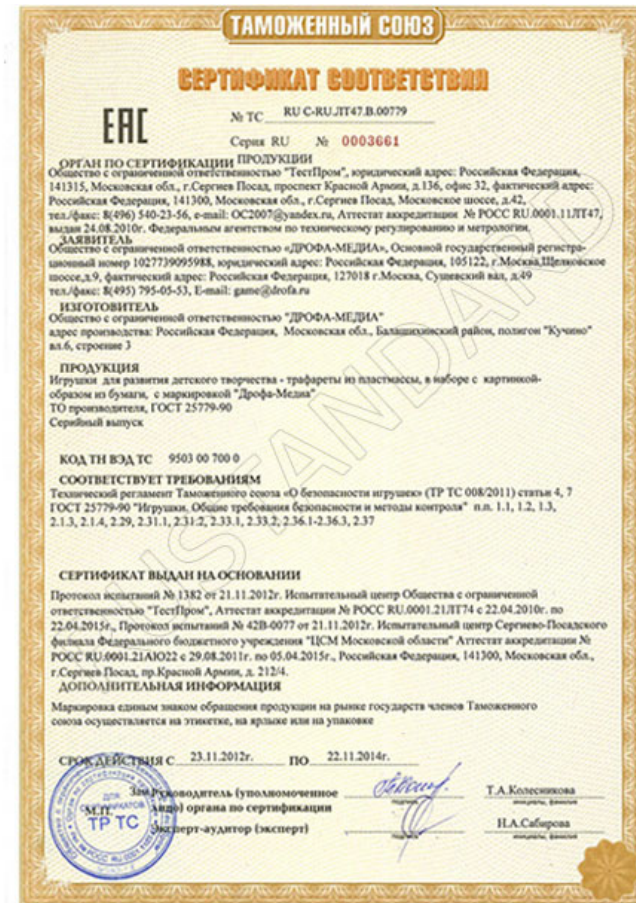 ТАМОЖЕННЫЙ СОЮЗ
СЕРТИФИКАТ СООТВЕТСТВИЯ
ЕАС
№ ТС RU C-RU.ЛТ47.В.00779
Серия RU № 0003661
ОРГАН ПО СЕРТИФИКАЦИИ ПРОДУКЦИИ
Общество с ограниченной ответственностью "ТестПром", юридический адрес: Российская Федерация,
141315, Московская обл., г.Сергиев Посад, проспект Красной Армии, д.136, офис 32, фактический адрес:
Российская Федерация, 141300, Московская обл., г.Сергиев Посад, Московское шоссе, д.42,
тел./факс: 8(496) 540-23-56, e-mail: OC2007@yandex.ru, Аттестат аккредитации № РОСС RU.0001.11ЛТ47,
выдан 24.08.2010г. Федеральным агентством по техническому регулированию и метрологии.
ЗАЯВИТЕЛЬ
Общество с ограниченной ответственностью «ДРОФА-МЕДИА», Основной государственный регистра-
ционный номер 1027739095988, юридический адрес: Российская Федерация, 105122, г.Москва,Щелковское
шоссе,д.9, фактический адрес: Российская Федерация, 127018 г.Москва, Сущевский вал, д.49
тел./факс: 8(495) 795-05-53, E-mail: game@drofa.ru
ИЗГОТОВИТЕЛЬ
Общество с ограниченной ответственностью "ДРОФА-МЕДИА"
адрес производства: Российская Федерация, Московская обл., Балашихинский район, полигон "Кучино"
вл.6, строение 3
ПРОДУКЦИЯ
Игрушки для развития детского творчества - трафареты из пластмассы, в наборе с картинкой-
образом из бумаги, с маркировкой "Дрофа-Медиа"
ТО производителя, ГОСТ 25779-90
Серийный выпуск
КОД ТН ВЭД ТС 9503 00 700 0
СООТВЕТСТВУЕТ ТРЕБОВАНИЯМ
Технический регламент Таможенного союза «О безопасности игрушек» (ТР ТС 008/2011) статьи 4, 7
ГОСТ 25779-90 "Игрушки. Общие требования безопасности и методы контроля" п.п. 1.1, 1.2, 1.3,
2.1.3, 2.1.4, 2.29, 2.31.1, 2.31.2, 2.33.1, 2.33.2, 2.36.1-2.36.3, 2.37
СЕРТИФИКАТ ВЫДАН НА ОСНОВАНИИ
Протокол испытаний № 1382 от 21.11.2012г. Испытательный центр Общества с ограниченной
ответственностью "ТестПром", Аттестат аккредитации № РОСС RU.0001.21ЛТ74 с 22.04.2010г. по
22.04.2015г., Протокол испытаний № 42В-0077 от 21.11.2012г. Испытательный центр Сергиево-Посадского
филиала Федерального бюджетного учреждения "ЦСМ Московской области" Аттестат аккредитации №
РОСС RU.0001.21АЮ22 с 29.08.2011г. по 05.04.2015г., Российская Федерация, 141300, Московская обл.,
г.Сергиев Посад, пр.Красной Армии, д. 212/4.
ДОПОЛНИТЕЛЬНАЯ ИНФОРМАЦИЯ
Маркировка единым знаком обращения продукции на рынке государств членов Таможенного
союза осуществляется на этикетке, на ярлыке или на упаковке
СРОК ДЕЙСТВИЯ С 23.11.2012г. ПО 22.11.2014г.
Зам руководитель (уполномоченное
лицо) органа по сертификации
подпись
Т.А.Колесникова
инициалы, фамилия
М.П.
Эксперт-аудитор (эксперт)
подпись
Н.А.Сабирова
инициалы, фамилия
ДЛЯ
СЕРТИФИКАТОВ
ТР ТС